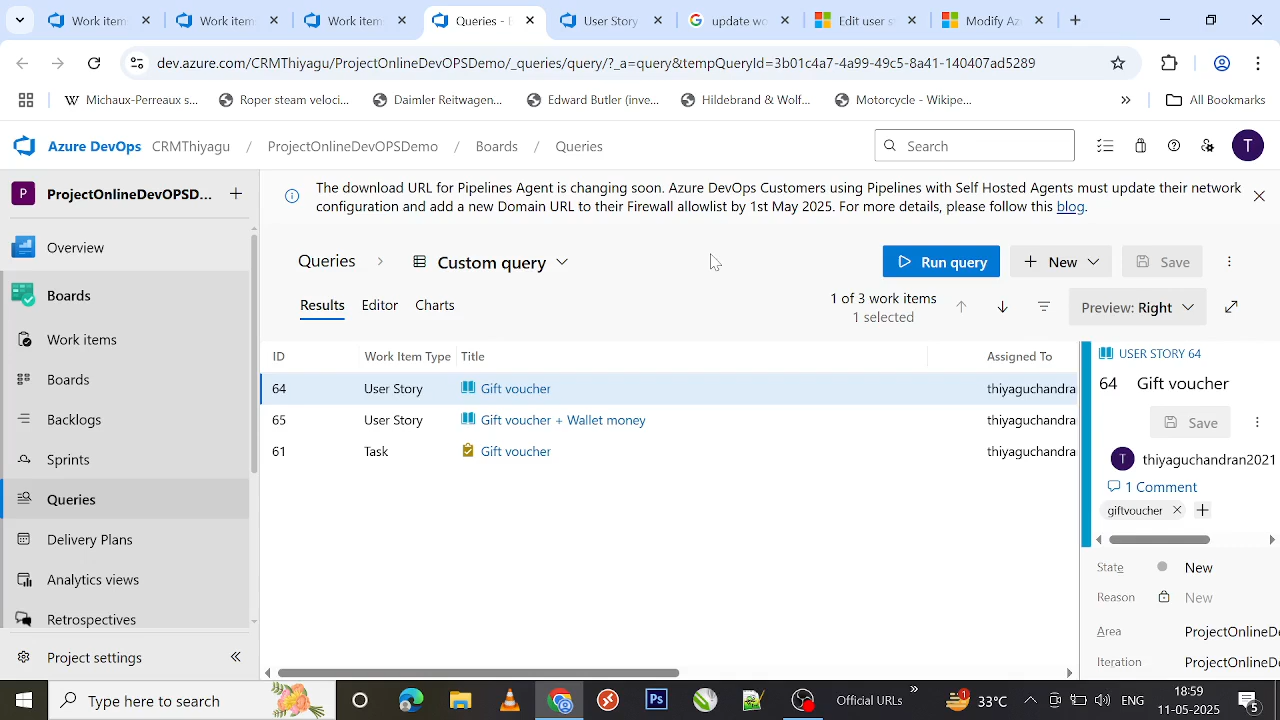 Work item
Work item
Work item
Queries - 
User Story
update wo
Edit user s
Modify Az
dev.azure.com/CRMThiyagu/ProjectOnlineDevOPSDemo/_queries/query/?_a=query&tempQueryId=3b01c4a7-4a99-49c5-8a41-140407ad5289
Michaux-Perreaux s...
Roper steam veloci...
Daimler Reitwagen...
Edward Butler (inve...
Hildebrand & Wolf...
Motorcycle - Wikipe...
»
All Bookmarks
Azure DevOps
CRMThiyagu / ProjectOnlineDevOPSDemo / Boards / Queries
Search
T
P
ProjectOnlineDevOPSD...
The download URL for Pipelines Agent is changing soon. Azure DevOps Customers using Pipelines with Self Hosted Agents must update their network
configuration and add a new Domain URL to their Firewall allowlist by 1st May 2025. For more details, please follow this blog.
Overview
Boards
Work items
Boards
Backlogs
Sprints
Queries
Delivery Plans
Analytics views
Retrospectives
Project settings
Queries > Custom query
Run query
New
Save
Results
Editor
Charts
1 of 3 work items
1 selected
Preview: Right
ID Work Item Type Title Assigned To
64 User Story Gift voucher thiyaguchandra
65 User Story Gift voucher + Wallet money thiyaguchandra
61 Task Gift voucher thiyaguchandra
USER STORY 64
64 Gift voucher
Save
T thiyaguchandran2021
1 Comment
giftvoucher
State New
Reason New
Area ProjectOnlineDe
Iteration ProjectOnlineDe
Type here to search
Ps
Official URLs
»
1
33°C
ENG
18:59
11-05-2025
5